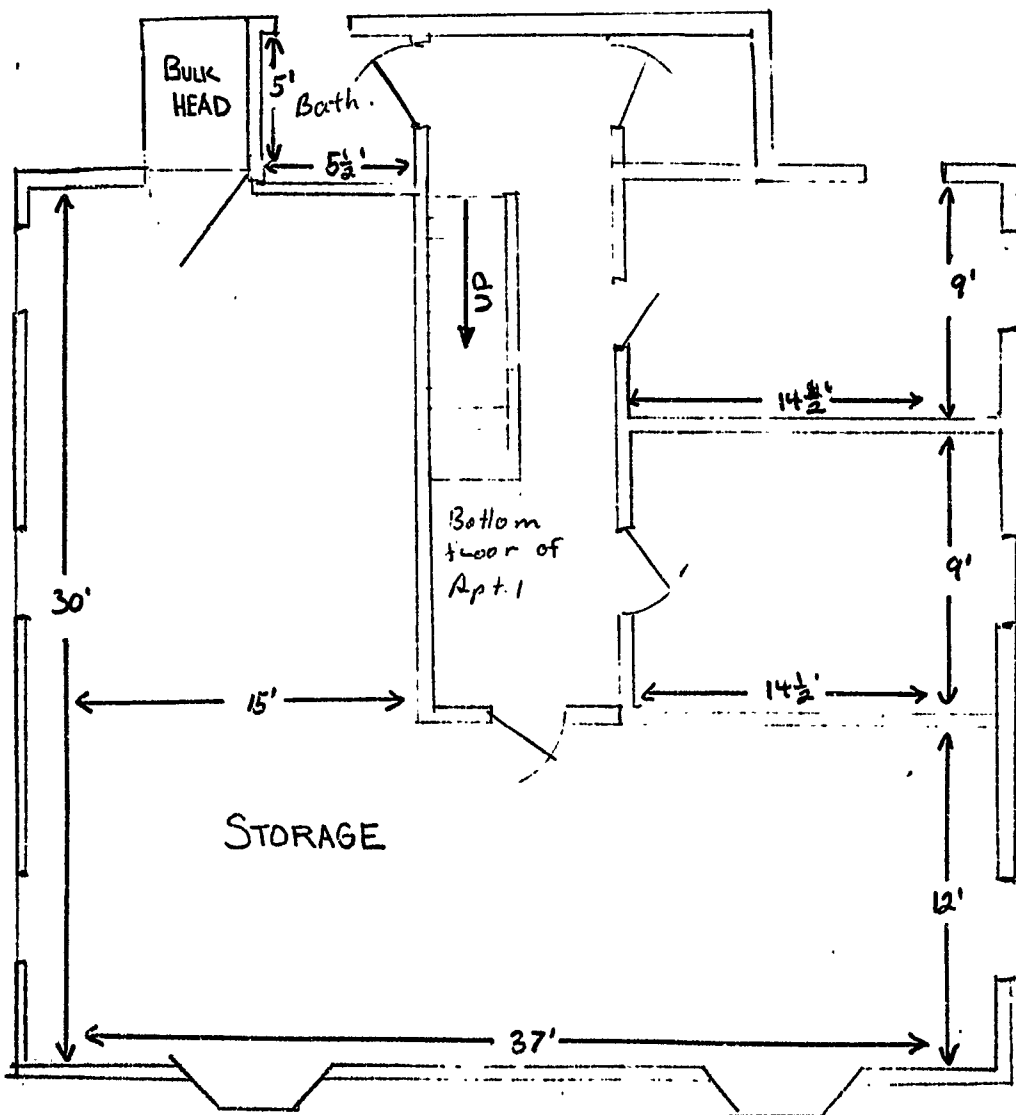 BULK
HEAD
5'
Bath.
5½'
UP
9'
14½'
Bottom
floor of
Apt. 1
9'
30'
15'
14½'
STORAGE
12'
37'